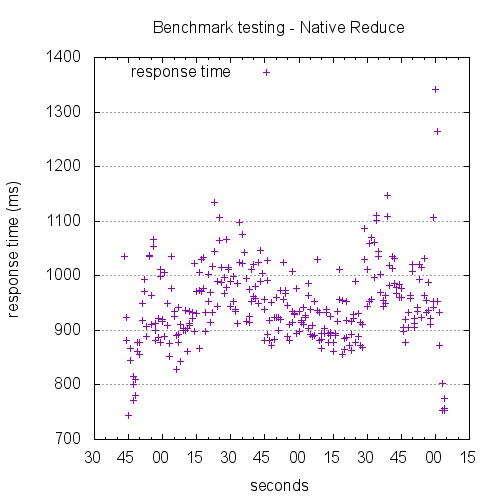 Benchmark testing - Native Reduce
1400
response time
1300
1200
1100
1000
900
800
700
response time (ms)
30 45 00 15 30 45 00 15 30 45 00 15
seconds